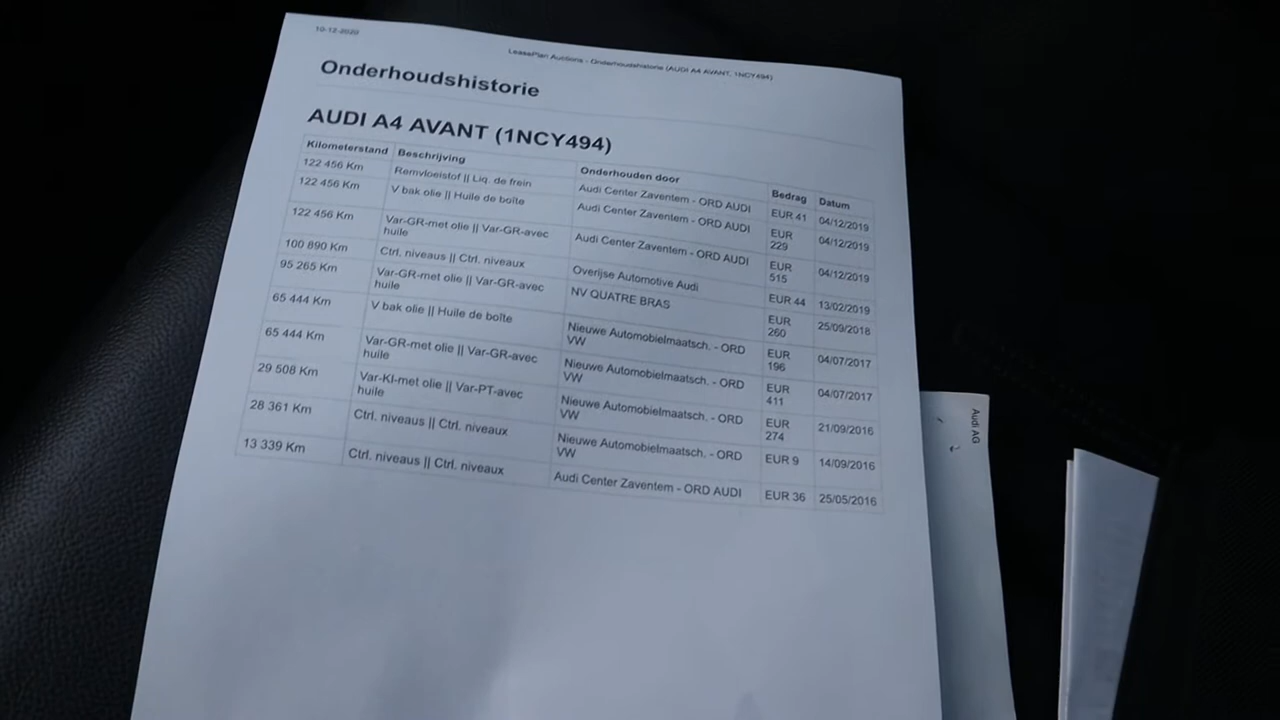 10-12-2020
LeasePlan Auctions - Onderhoudshistorie (AUDI A4 AVANT, 1NCY494)
Onderhoudshistorie
AUDI A4 AVANT (1NCY494)
Kilometerstand Beschrijving Onderhouden door Bedrag Datum
122 456 Km Remvloeistof || Liq. de frein Audi Center Zaventem - ORD AUDI EUR 41 04/12/2019
122 456 Km V bak olie || Huile de boîte Audi Center Zaventem - ORD AUDI EUR 04/12/2019
229
122 456 Km Var-GR-met olie || Var-GR-avec Audi Center Zaventem - ORD AUDI EUR 04/12/2019
huile 515
100 890 Km Ctrl. niveaus || Ctrl. niveaux Overijse Automotive Audi EUR 44 13/02/2019
95 265 Km Var-GR-met olie || Var-GR-avec NV QUATRE BRAS EUR 25/09/2018
huile 260
65 444 Km V bak olie || Huile de boîte Nieuwe Automobielmaatsch. - ORD EUR 04/07/2017
VW 196
65 444 Km Var-GR-met olie || Var-GR-avec Nieuwe Automobielmaatsch. - ORD EUR 04/07/2017
huile VW 411
29 508 Km Var-KI-met olie || Var-PT-avec Nieuwe Automobielmaatsch. - ORD EUR 21/09/2016
huile VW 274
28 361 Km Ctrl. niveaus || Ctrl. niveaux Nieuwe Automobielmaatsch. - ORD EUR 9 14/09/2016
VW
13 339 Km Ctrl. niveaus || Ctrl. niveaux Audi Center Zaventem - ORD AUDI EUR 36 25/05/2016
Audi AG